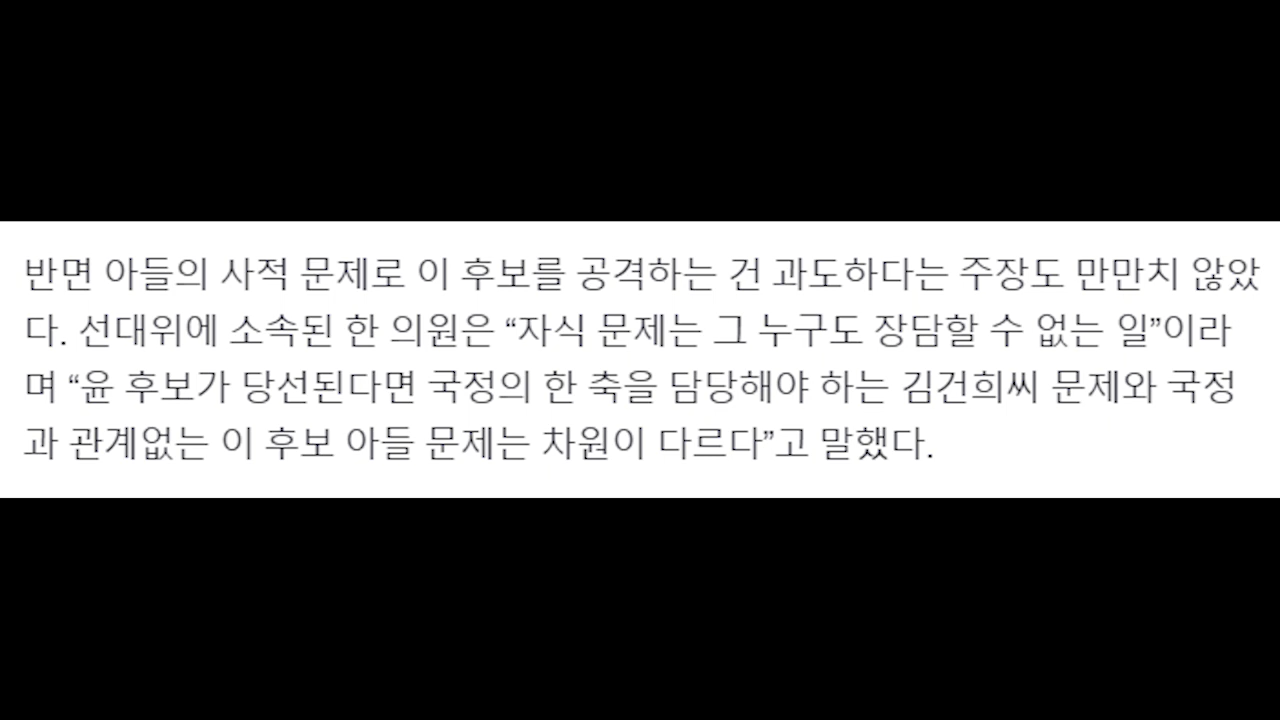 반면 아들의 사적 문제로 이 후보를 공격하는 건 과도하다는 주장도 만만치 않았
다. 선대위에 소속된 한 의원은 “자식 문제는 그 누구도 장담할 수 없는 일”이라
며 “윤 후보가 당선된다면 국정의 한 축을 담당해야 하는 김건희씨 문제와 국정
과 관계없는 이 후보 아들 문제는 차원이 다르다”고 말했다.